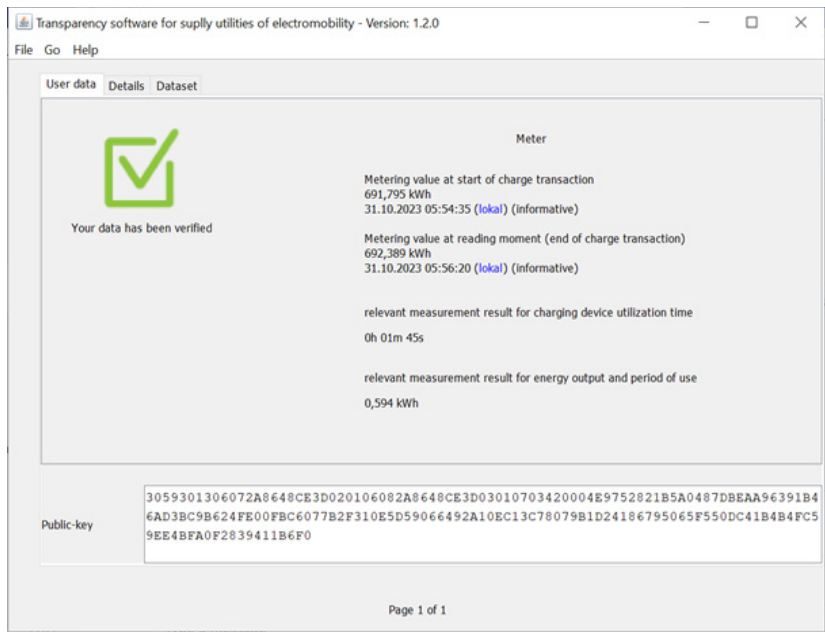 Transparency software for suplly utilities of electromobility - Version: 1.2.0
File Go Help
User data Details Dataset
Meter
Metering value at start of charge transaction
691,795 kWh
31.10.2023 05:54:35 (lokal) (informative)
Your data has been verified
Metering value at reading moment (end of charge transaction)
692,389 kWh
31.10.2023 05:56:20 (lokal) (informative)
relevant measurement result for charging device utilization time
0h 01m 45s
relevant measurement result for energy output and period of use
0,594 kWh
Public-key
3059301306072A8648CE3D020106082A8648CE3D03010703420004E9752821B5A0487DBEAA96391B4
6AD3BC9B624FE00FBC6077B2F310E5D59066492A10EC13C78079B1D24186795065F550DC41B4B4FC5
9EE4BFA0F2839411B6F0
Page 1 of 1